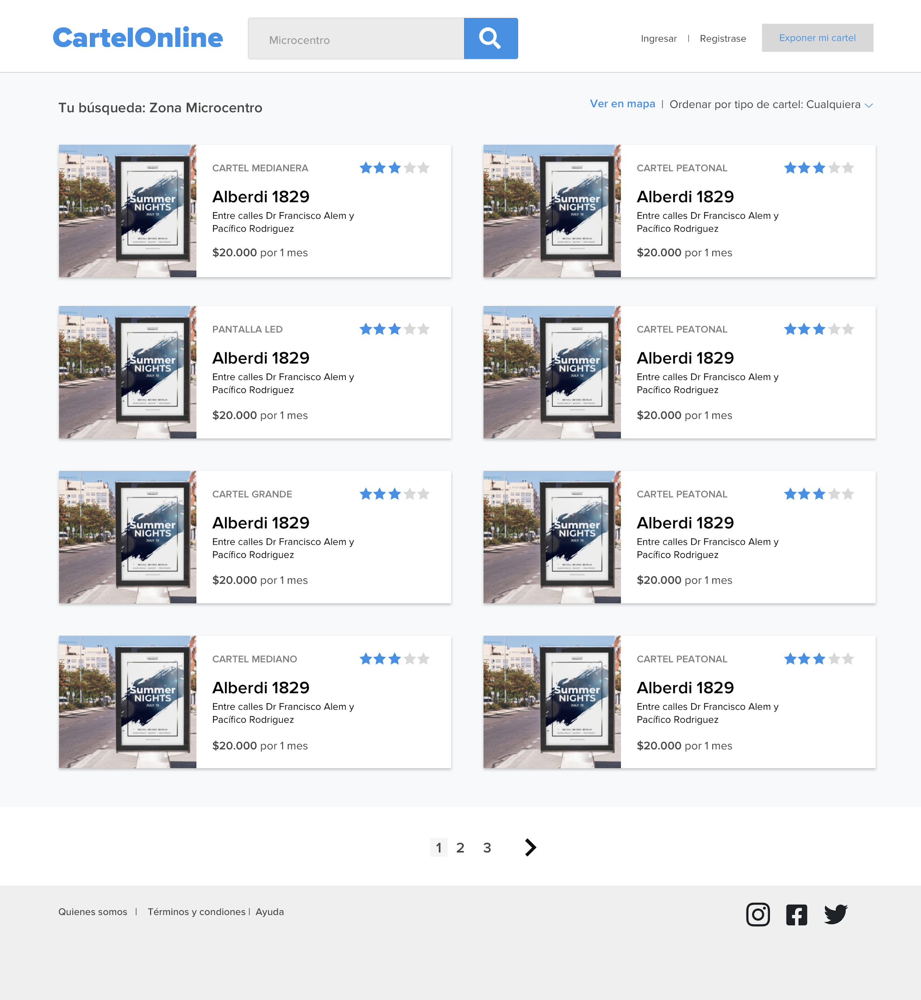 CartelOnline
Microcentro
Ingresar | Registrase
Exponer mi cartel
Tu búsqueda: Zona Microcentro
Ver en mapa | Ordenar por tipo de cartel: Cualquiera
Summer
NIGHTS
JULY 13
CARTEL MEDIANERA
Alberdi 1829
Entre calles Dr Francisco Alem y
Pacífico Rodriguez
$20.000 por 1 mes
Summer
NIGHTS
JULY 13
CARTEL PEATONAL
Alberdi 1829
Entre calles Dr Francisco Alem y
Pacífico Rodriguez
$20.000 por 1 mes
Summer
NIGHTS
JULY 13
PANTALLA LED
Alberdi 1829
Entre calles Dr Francisco Alem y
Pacífico Rodriguez
$20.000 por 1 mes
Summer
NIGHTS
JULY 13
CARTEL PEATONAL
Alberdi 1829
Entre calles Dr Francisco Alem y
Pacífico Rodriguez
$20.000 por 1 mes
Summer
NIGHTS
JULY 13
CARTEL GRANDE
Alberdi 1829
Entre calles Dr Francisco Alem y
Pacífico Rodriguez
$20.000 por 1 mes
Summer
NIGHTS
JULY 13
CARTEL PEATONAL
Alberdi 1829
Entre calles Dr Francisco Alem y
Pacífico Rodriguez
$20.000 por 1 mes
Summer
NIGHTS
JULY 13
CARTEL MEDIANO
Alberdi 1829
Entre calles Dr Francisco Alem y
Pacífico Rodriguez
$20.000 por 1 mes
Summer
NIGHTS
JULY 13
CARTEL PEATONAL
Alberdi 1829
Entre calles Dr Francisco Alem y
Pacífico Rodriguez
$20.000 por 1 mes
1 2 3
Quienes somos | Términos y condiones | Ayuda